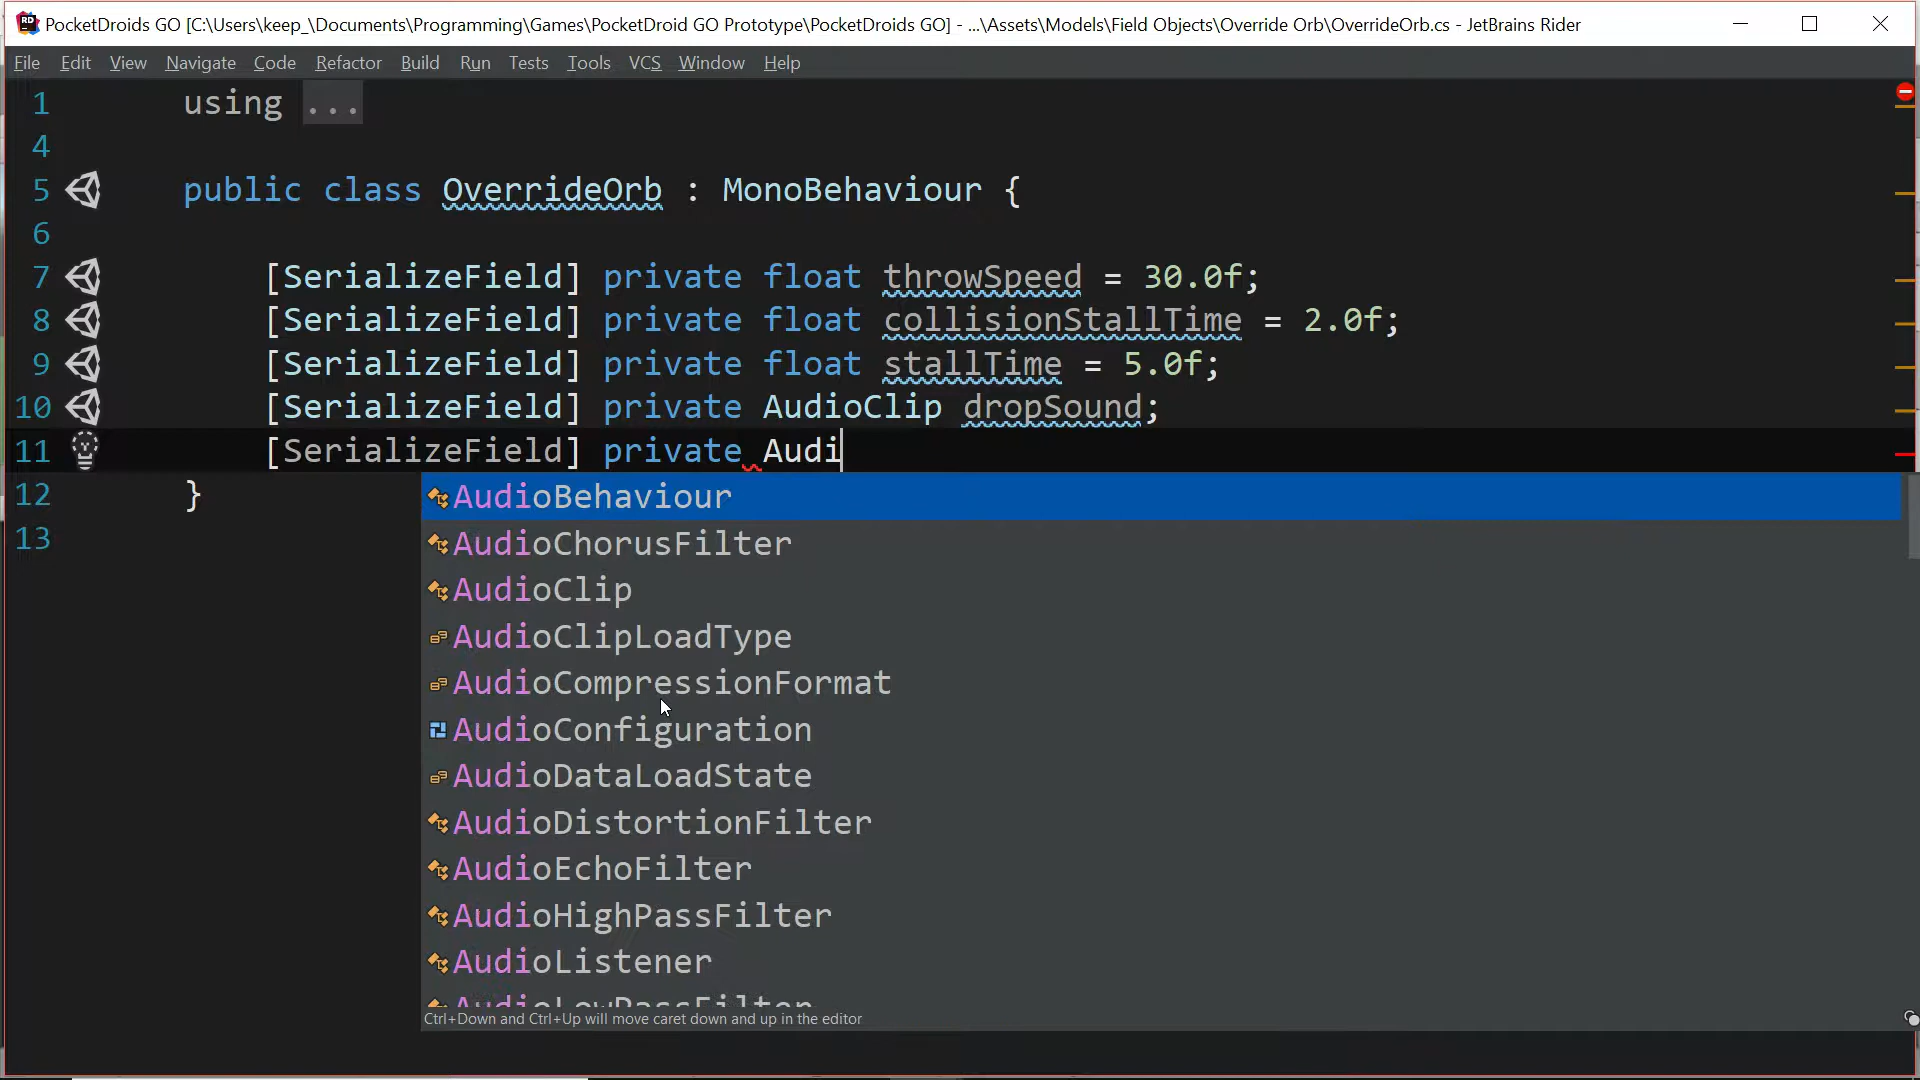 PocketDroids GO [C:\Users\keep_\Documents\Programming\Games\PocketDroid GO Prototype\PocketDroids GO] - ...\Assets\Models\Field Objects\Override Orb\OverrideOrb.cs - JetBrains Rider
File Edit View Navigate Code Refactor Build Run Tests Tools VCS Window Help
1 using ...
4
5 public class OverrideOrb : MonoBehaviour {
6
7 [SerializeField] private float throwSpeed = 30.0f;
8 [SerializeField] private float collisionStallTime = 2.0f;
9 [SerializeField] private float stallTime = 5.0f;
10 [SerializeField] private AudioClip dropSound;
11 [SerializeField] private Audi
12 }
13
AudioBehaviour
AudioChorusFilter
AudioClip
AudioClipLoadType
AudioCompressionFormat
AudioConfiguration
AudioDataLoadState
AudioDistortionFilter
AudioEchoFilter
AudioHighPassFilter
AudioListener
AudioLowPassFilter
Ctrl+Down and Ctrl+Up will move caret down and up in the editor